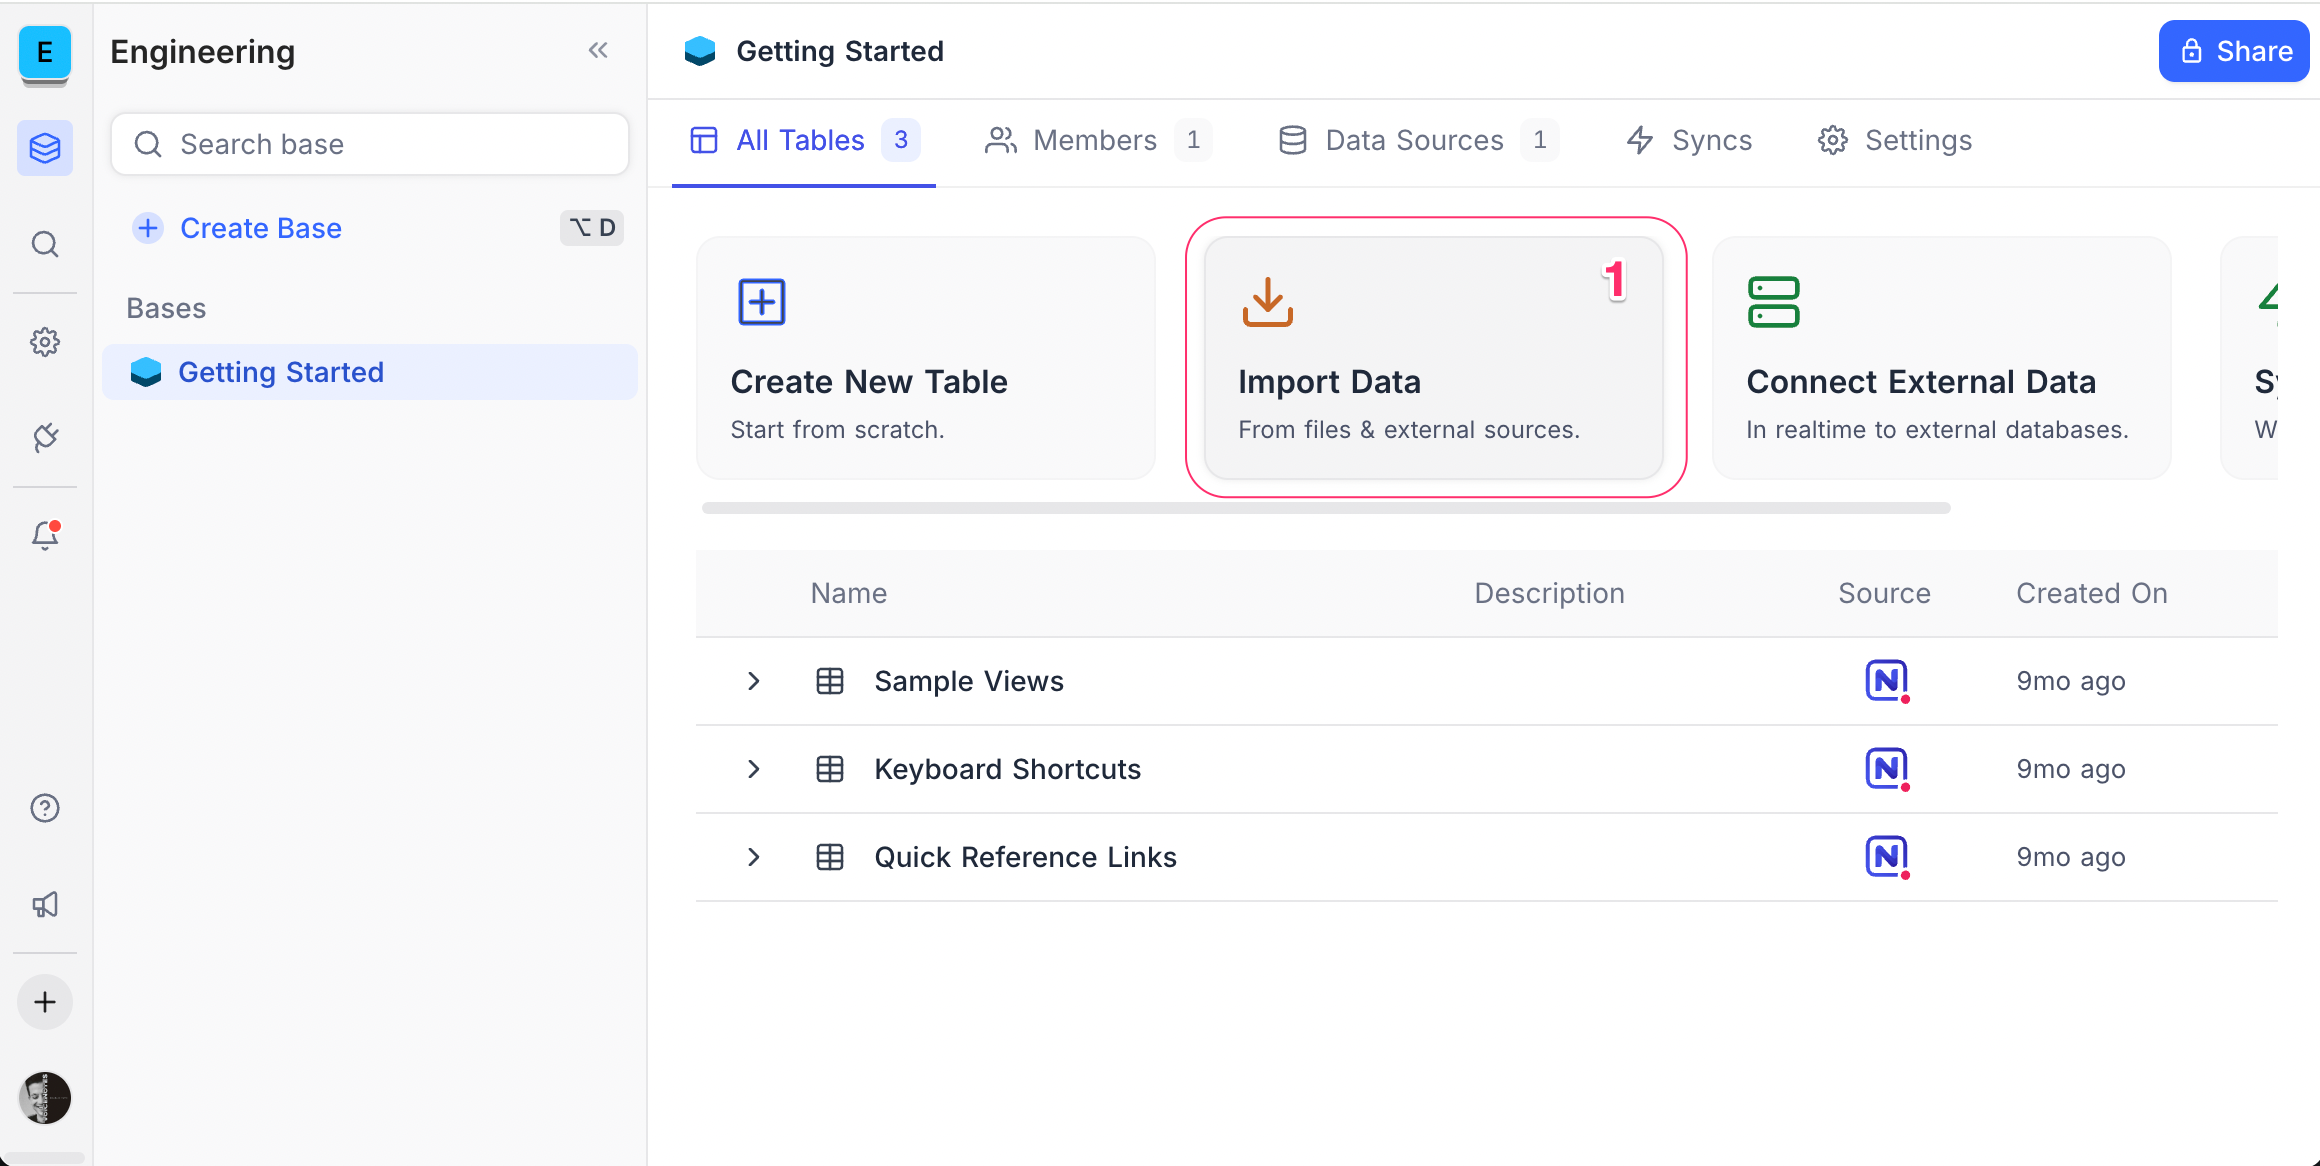 E
Engineering
Search base
Create Base
⌥ D
Bases
Getting Started
Getting Started
Share
All Tables 3
Members 1
Data Sources 1
Syncs
Settings
Create New Table
Start from scratch.
1
Import Data
From files & external sources.
Connect External Data
In realtime to external databases.
Name
Description
Source
Created On
Sample Views
N
9mo ago
Keyboard Shortcuts
N
9mo ago
Quick Reference Links
N
9mo ago